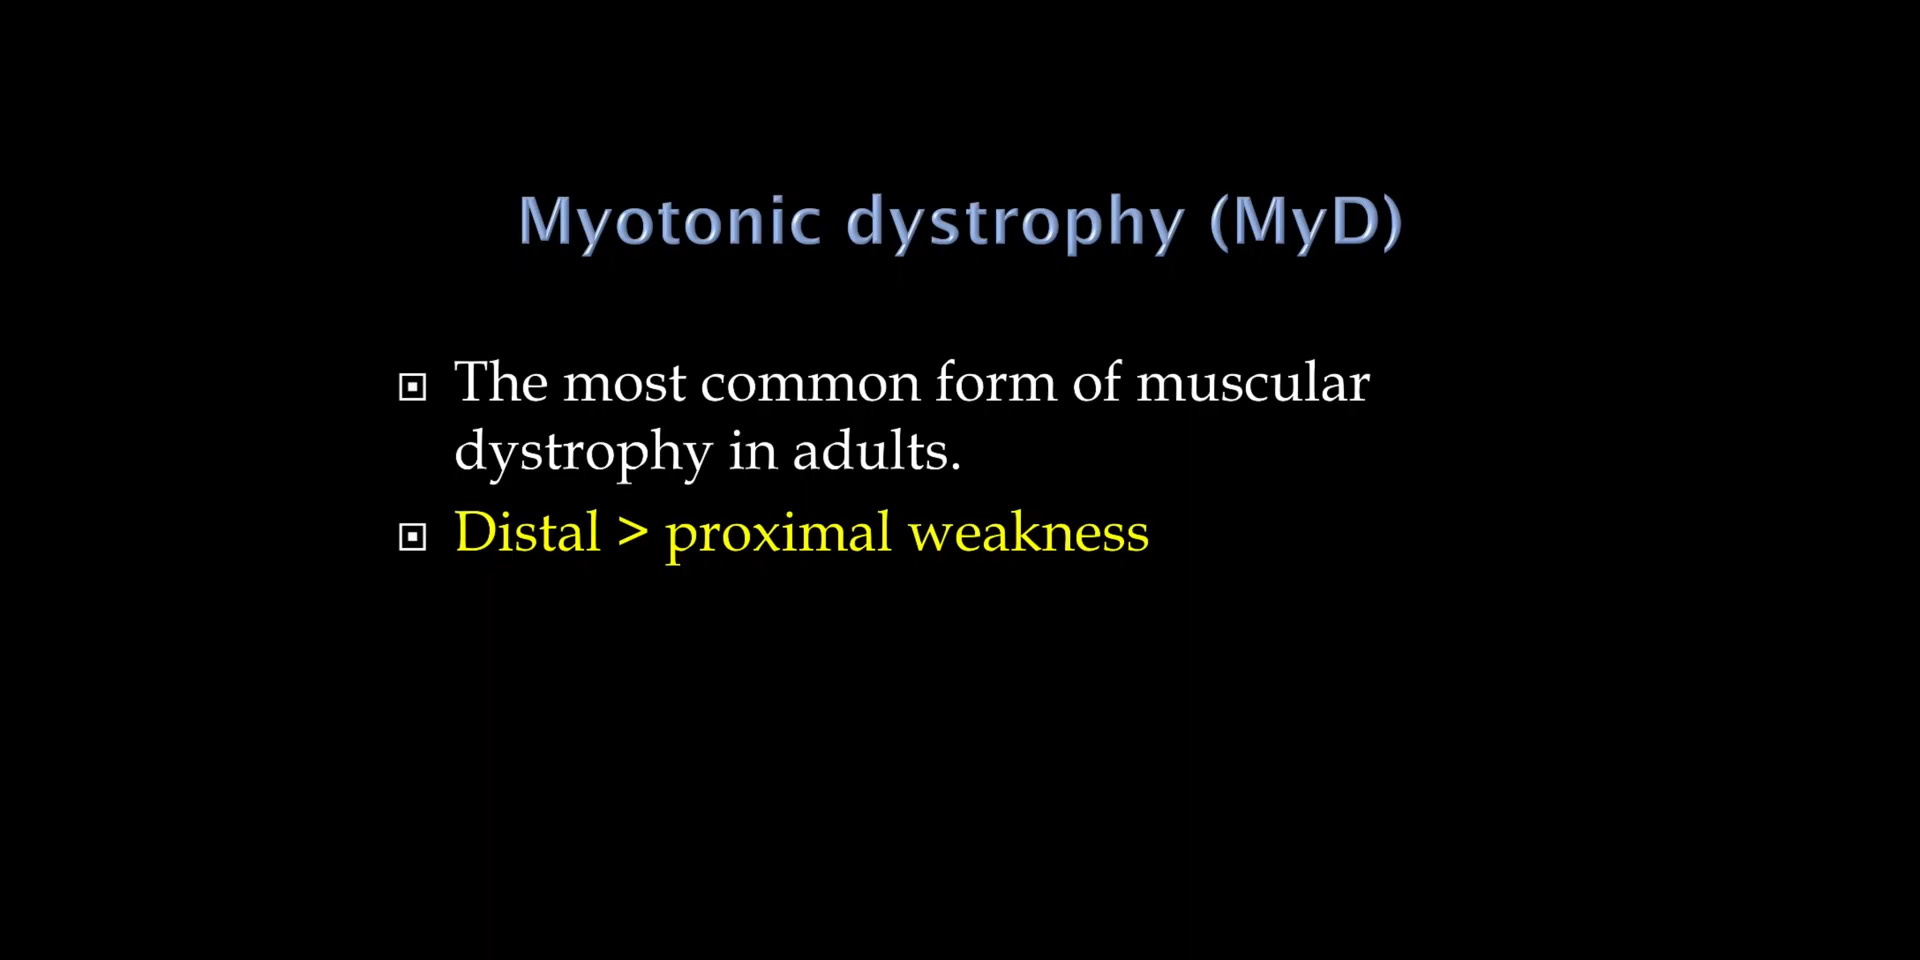 Myotonic dystrophy (MyD)
The most common form of muscular
dystrophy in adults.
Distal > proximal weakness